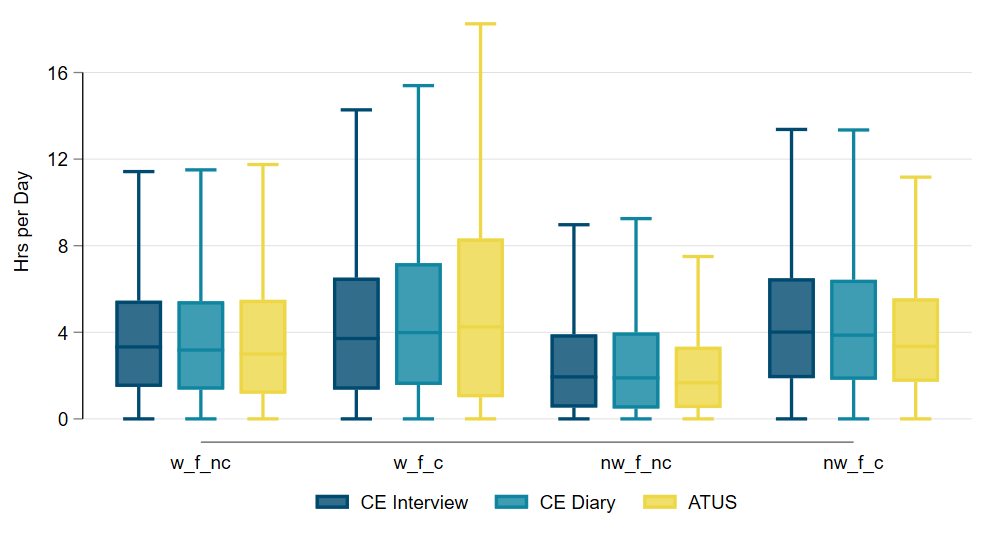 Hrs per Day
16
12
8
4
0
w_f_nc w_f_c nw_f_nc nw_f_c
CE Interview CE Diary ATUS